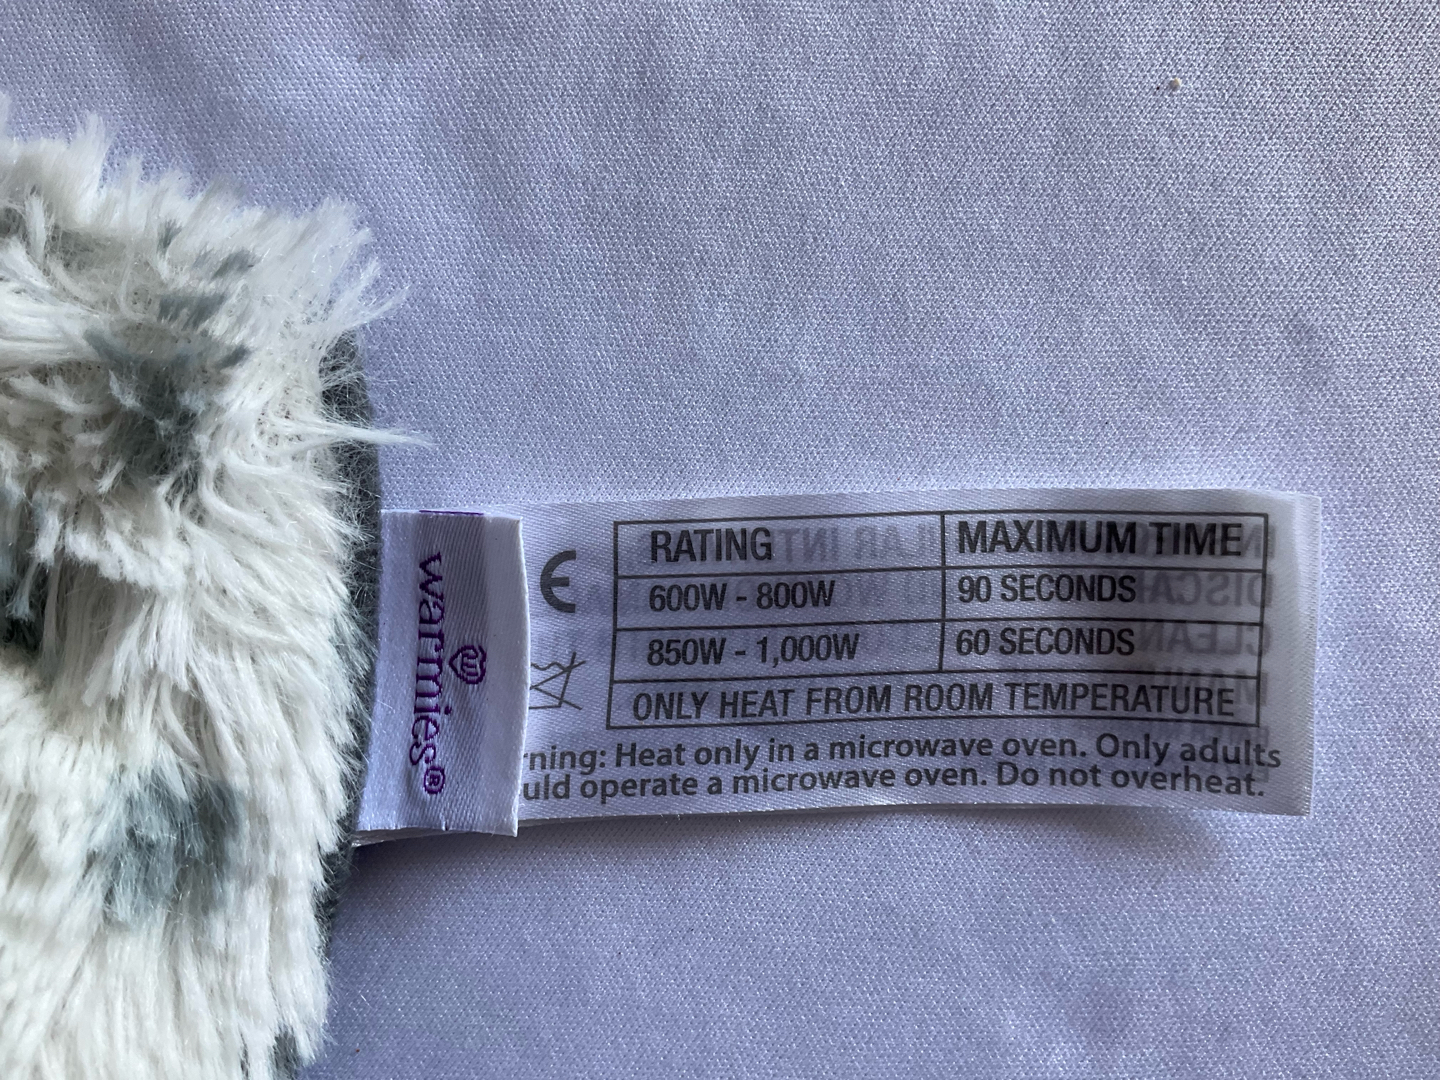 warmies®
RATING MAXIMUM TIME
600W - 800W 90 SECONDS
850W - 1,000W 60 SECONDS
ONLY HEAT FROM ROOM TEMPERATURE
rning: Heat only in a microwave oven. Only adults
uld operate a microwave oven. Do not overheat.